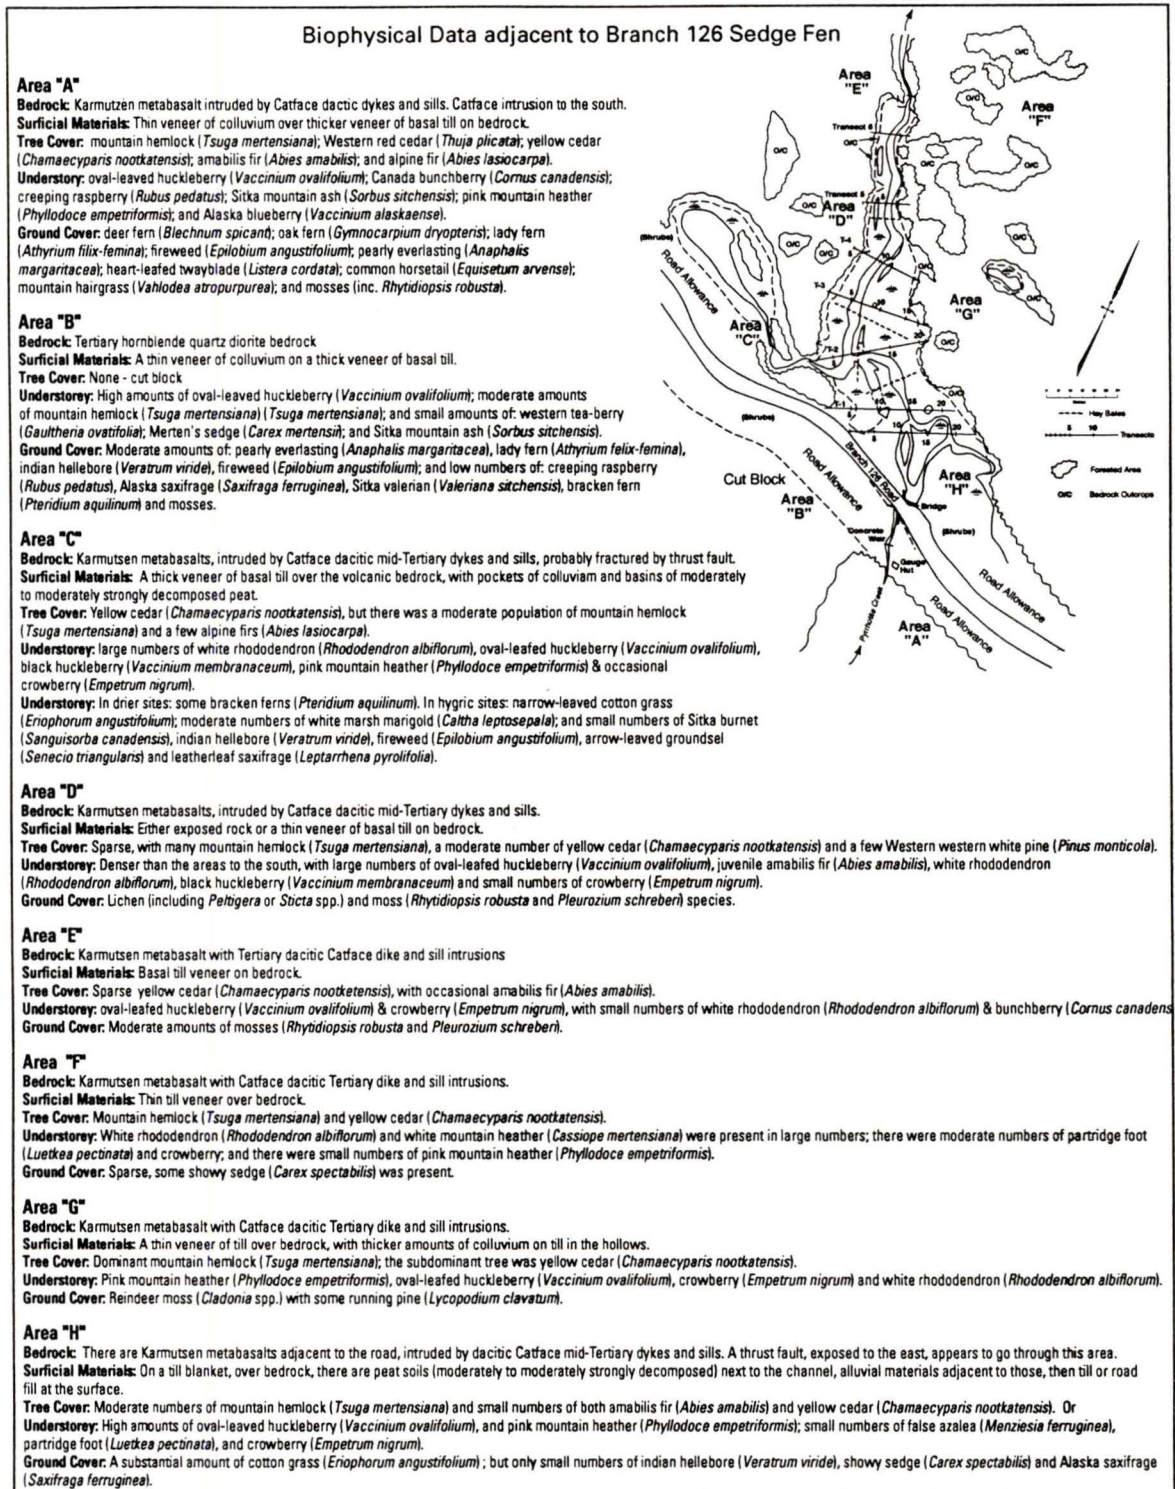 Biophysical Data adjacent to Branch 126 Sedge Fen
Area "A"
Bedrock: Karmutzen metabasalt intruded by Catface dactic dykes and sills. Catface intrusion to the south.
Surficial Materials: Thin veneer of colluvium over thicker veneer of basal till on bedrock.
Tree Cover: mountain hemlock (Tsuga mertensiana); Western red cedar (Thuja plicata); yellow cedar
(Chamaecyparis nootkatensis); amabilis fir (Abies amabilis); and alpine fir (Abies lasiocarpa).
Understory: oval-leaved huckleberry (Vaccinium ovalifolium); Canada bunchberry (Cornus canadensis);
creeping raspberry (Rubus pedatus); Sitka mountain ash (Sorbus sitchensis); pink mountain heather
(Phyllodoce empetriformis); and Alaska blueberry (Vaccinium alaskaense).
Ground Cover: deer fern (Blechnum spicant); oak fern (Gymnocarpium dryopteris); lady fern
(Athyrium filix-femina); fireweed (Epilobium angustifolium); pearly everlasting (Anaphalis
margaritacea); heart-leafed twayblade (Listera cordata); common horsetail (Equisetum arvense);
mountain hairgrass (Vahlodea atropurpurea); and mosses (inc. Rhytidiopsis robusta).
Area "B"
Bedrock: Tertiary hornblende quartz diorite bedrock
Surficial Materials: A thin veneer of colluvium on a thick veneer of basal till.
Tree Cover: None - cut block
Understorey: High amounts of oval-leaved huckleberry (Vaccinium ovalifolium); moderate amounts
of mountain hemlock (Tsuga mertensiana) (Tsuga mertensiana); and small amounts of: western tea-berry
(Gaultheria ovatifolia); Merten's sedge (Carex mertensii); and Sitka mountain ash (Sorbus sitchensis).
Ground Cover: Moderate amounts of: pearly everlasting (Anaphalis margaritacea), lady fern (Athyrium felix-femina),
indian hellebore (Veratrum viride), fireweed (Epilobium angustifolium); and low numbers of: creeping raspberry
(Rubus pedatus), Alaska saxifrage (Saxifraga ferruginea), Sitka valerian (Valeriana sitchensis), bracken fern
(Pteridium aquilinum) and mosses.
Area "C"
Bedrock: Karmutsen metabasalts, intruded by Catface dacitic mid-Tertiary dykes and sills, probably fractured by thrust fault.
Surficial Materials: A thick veneer of basal till over the volcanic bedrock, with pockets of colluviam and basins of moderately
to moderately strongly decomposed peat.
Tree Cover: Yellow cedar (Chamaecyparis nootkatensis), but there was a moderate population of mountain hemlock
(Tsuga mertensiana) and a few alpine firs (Abies lasiocarpa).
Understorey: large numbers of white rhododendron (Rhododendron albiflorum), oval-leafed huckleberry (Vaccinium ovalifolium),
black huckleberry (Vaccinium membranaceum), pink mountain heather (Phyllodoce empetriformis) & occasional
crowberry (Empetrum nigrum).
Understorey: In drier sites: some bracken ferns (Pteridium aquilinum). In hygric sites: narrow-leaved cotton grass
(Eriophorum angustifolium); moderate numbers of white marsh marigold (Caltha leptosepala); and small numbers of Sitka burnet
(Sanguisorba canadensis), indian hellebore (Veratrum viride), fireweed (Epilobium angustifolium), arrow-leaved groundsel
(Senecio triangularis) and leatherleaf saxifrage (Leptarrhena pyrolifolia).
Area "D"
Bedrock: Karmutsen metabasalts, intruded by Catface dacitic mid-Tertiary dykes and sills.
Surficial Materials: Either exposed rock or a thin veneer of basal till on bedrock.
Tree Cover: Sparse, with many mountain hemlock (Tsuga mertensiana), a moderate number of yellow cedar (Chamaecyparis nootkatensis) and a few Western western white pine (Pinus monticola).
Understorey: Denser than the areas to the south, with large numbers of oval-leafed huckleberry (Vaccinium ovalifolium), juvenile amabilis fir (Abies amabilis), white rhododendron
(Rhododendron albiflorum), black huckleberry (Vaccinium membranaceum) and small numbers of crowberry (Empetrum nigrum).
Ground Cover: Lichen (including Peltigera or Sticta spp.) and moss (Rhytidiopsis robusta and Pleurozium schreberi) species.
Area "E"
Bedrock: Karmutsen metabasalt with Tertiary dacitic Catface dike and sill intrusions
Surficial Materials: Basal till veneer on bedrock.
Tree Cover: Sparse yellow cedar (Chamaecyparis nootketensis), with occasional amabilis fir (Abies amabilis).
Understorey: oval-leafed huckleberry (Vaccinium ovalifolium) & crowberry (Empetrum nigrum), with small numbers of white rhododendron (Rhododendron albiflorum) & bunchberry (Cornus canadens
Ground Cover: Moderate amounts of mosses (Rhytidiopsis robusta and Pleurozium schreberi).
Area "F"
Bedrock: Karmutsen metabasalt with Catface dacitic Tertiary dike and sill intrusions.
Surficial Materials: Thin till veneer over bedrock.
Tree Cover: Mountain hemlock (Tsuga mertensiana) and yellow cedar (Chamaecyparis nootkatensis).
Understorey: White rhododendron (Rhododendron albiflorum) and white mountain heather (Cassiope mertensiana) were present in large numbers; there were moderate numbers of partridge foot
(Luetkea pectinata) and crowberry; and there were small numbers of pink mountain heather (Phyllodoce empetriformis).
Ground Cover: Sparse, some showy sedge (Carex spectabilis) was present.
Area "G"
Bedrock: Karmutsen metabasalt with Catface dacitic Tertiary dike and sill intrusions.
Surficial Materials: A thin veneer of till over bedrock, with thicker amounts of colluvium on till in the hollows.
Tree Cover: Dominant mountain hemlock (Tsuga mertensiana); the subdominant tree was yellow cedar (Chamaecyparis nootkatensis).
Understorey: Pink mountain heather (Phyllodoce empetriformis), oval-leafed huckleberry (Vaccinium ovalifolium), crowberry (Empetrum nigrum) and white rhododendron (Rhododendron albiflorum).
Ground Cover: Reindeer moss (Cladonia spp.) with some running pine (Lycopodium clavatum).
Area "H"
Bedrock: There are Karmutsen metabasalts adjacent to the road, intruded by dacitic Catface mid-Tertiary dykes and sills. A thrust fault, exposed to the east, appears to go through this area.
Surficial Materials: On a till blanket, over bedrock, there are peat soils (moderately to moderately strongly decomposed) next to the channel, alluvial materials adjacent to those, then till or road
fill at the surface.
Tree Cover: Moderate numbers of mountain hemlock (Tsuga mertensiana) and small numbers of both amabilis fir (Abies amabilis) and yellow cedar (Chamaecyparis nootkatensis). Or
Understorey: High amounts of oval-leaved huckleberry (Vaccinium ovalifolium), and pink mountain heather (Phyllodoce empetriformis); small numbers of false azalea (Menziesia ferruginea),
partridge foot (Luetkea pectinata), and crowberry (Empetrum nigrum).
Ground Cover: A substantial amount of cotton grass (Eriophorum angustifolium) ; but only small numbers of indian hellebore (Veratrum viride), showy sedge (Carex spectabilis) and Alaska saxifrage
(Saxifraga ferruginea).
Area "E"
O/C
Area "F"
O/C
Transect 6
O/C
O/C
Transect 5
O/C
Area "D"
(Shrubs)
T-4
O/C
O/C
O/C
Road Allowance
T-3
Area "G"
Area "C"
T-2
O/C
T-1
Hay Bales
5 10
Transects
Forested Area
O/C
Bedrock Outcrops
(Shrubs)
Cut Block
Area "B"
Road Allowance
Branch 126 Road
Area "H"
Bridge
(Shrubs)
Concrete Weir
Gauge Hut
Road Allowance
Road Allowance
Pyrrhotite Creek
Area "A"